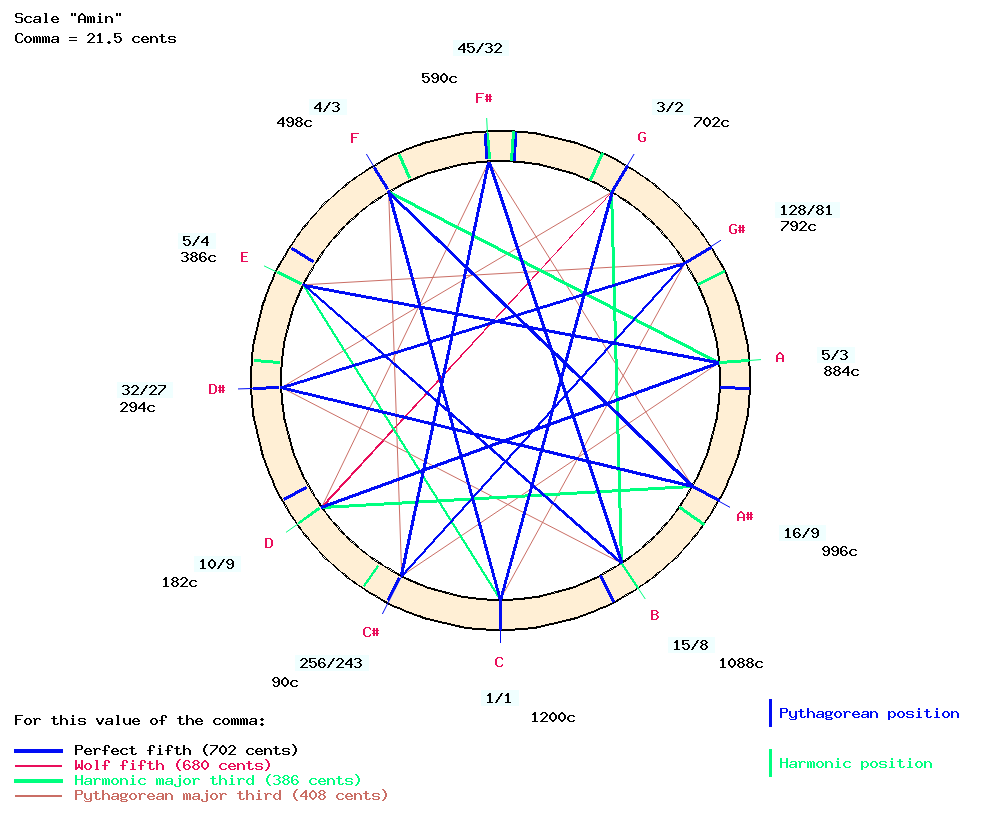 Scale "Amin"
Comma = 21.5 cents
45/32
590c
F#
4/3
498c
F
3/2
702c
G
128/81
792c
G#
5/4
386c
E
5/3
884c
A
32/27
294c
D#
16/9
996c
A#
10/9
182c
D
15/8
1088c
B
256/243
90c
C#
C
1/1
1200c
For this value of the comma:
Perfect fifth (702 cents)
Wolf fifth (680 cents)
Harmonic major third (386 cents)
Pythagorean major third (408 cents)
Pythagorean position
Harmonic position